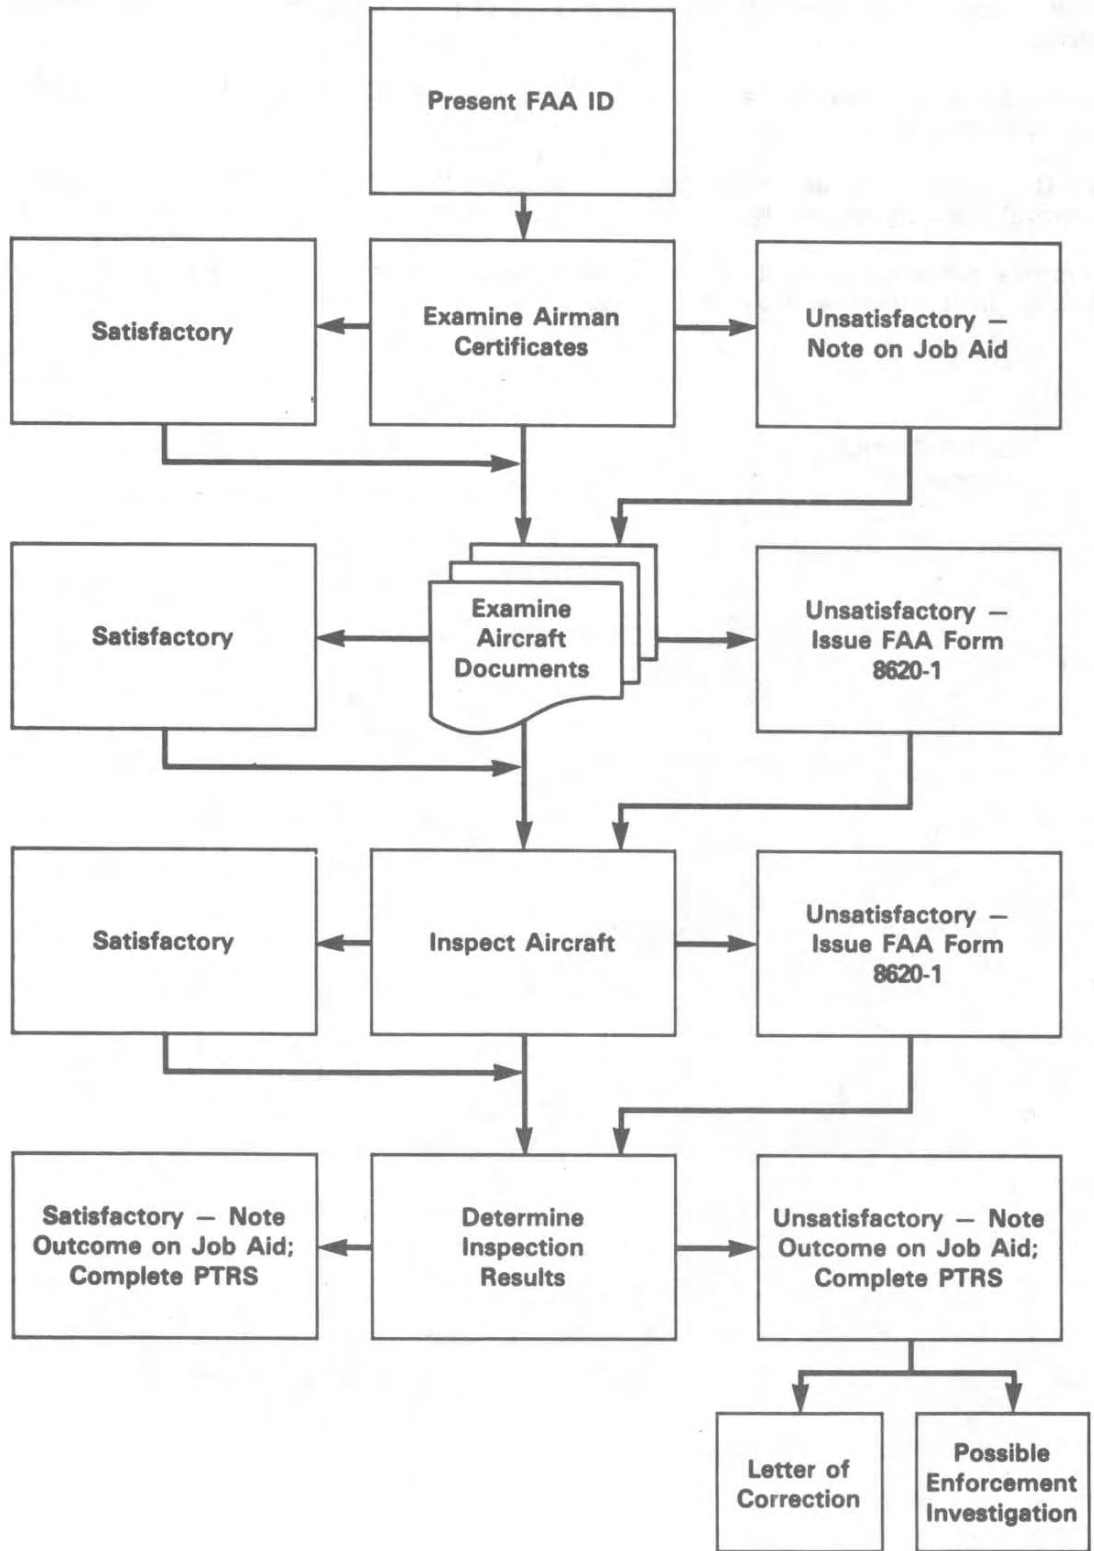 Present FAA ID
Satisfactory
Examine Airman
Certificates
Unsatisfactory —
Note on Job Aid
Satisfactory
Examine
Aircraft
Documents
Unsatisfactory —
Issue FAA Form
8620-1
Satisfactory
Inspect Aircraft
Unsatisfactory —
Issue FAA Form
8620-1
Satisfactory — Note
Outcome on Job Aid;
Complete PTRS
Determine
Inspection
Results
Unsatisfactory — Note
Outcome on Job Aid;
Complete PTRS
Letter of
Correction
Possible
Enforcement
Investigation